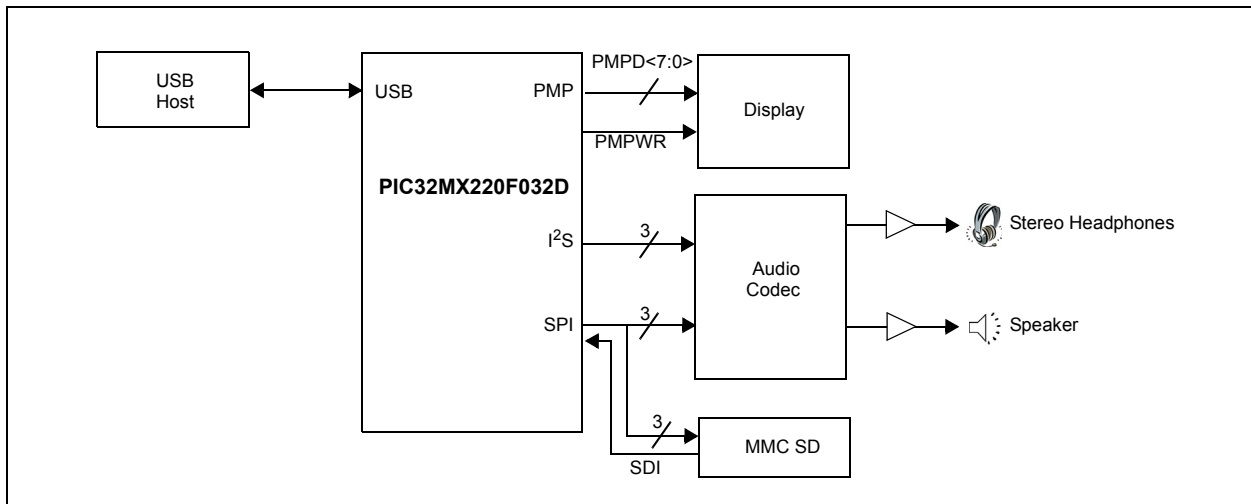 USB
Host
USB
PMP
PMPD<7:0>
PMPWR
Display
PIC32MX220F032D
I²S
3
Audio
Codec
Stereo Headphones
SPI
3
Speaker
3
SDI
MMC SD